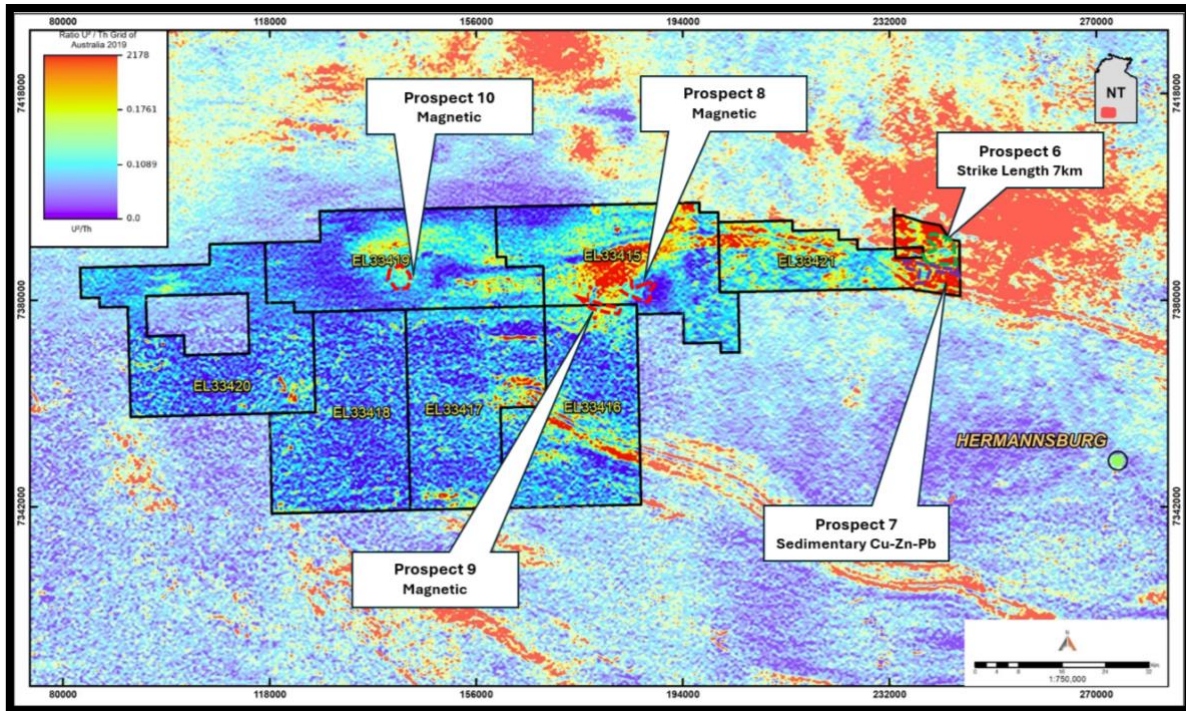 80000 118000 156000 194000 232000 270000
Ratio U² / Th Grid of
Australia 2019
2178
0.1761
0.1089
0.0
U²/Th
7418000
7418000
NT
Prospect 10
Magnetic
Prospect 8
Magnetic
Prospect 6
Strike Length 7km
EL33419
EL33415
EL33421
7380000
7380000
EL33420
EL33418
EL33417
EL33416
HERMANNSBURG
7342000
7342000
Prospect 7
Sedimentary Cu-Zn-Pb
Prospect 9
Magnetic
N
1:750,000
80000 118000 156000 194000 232000 270000